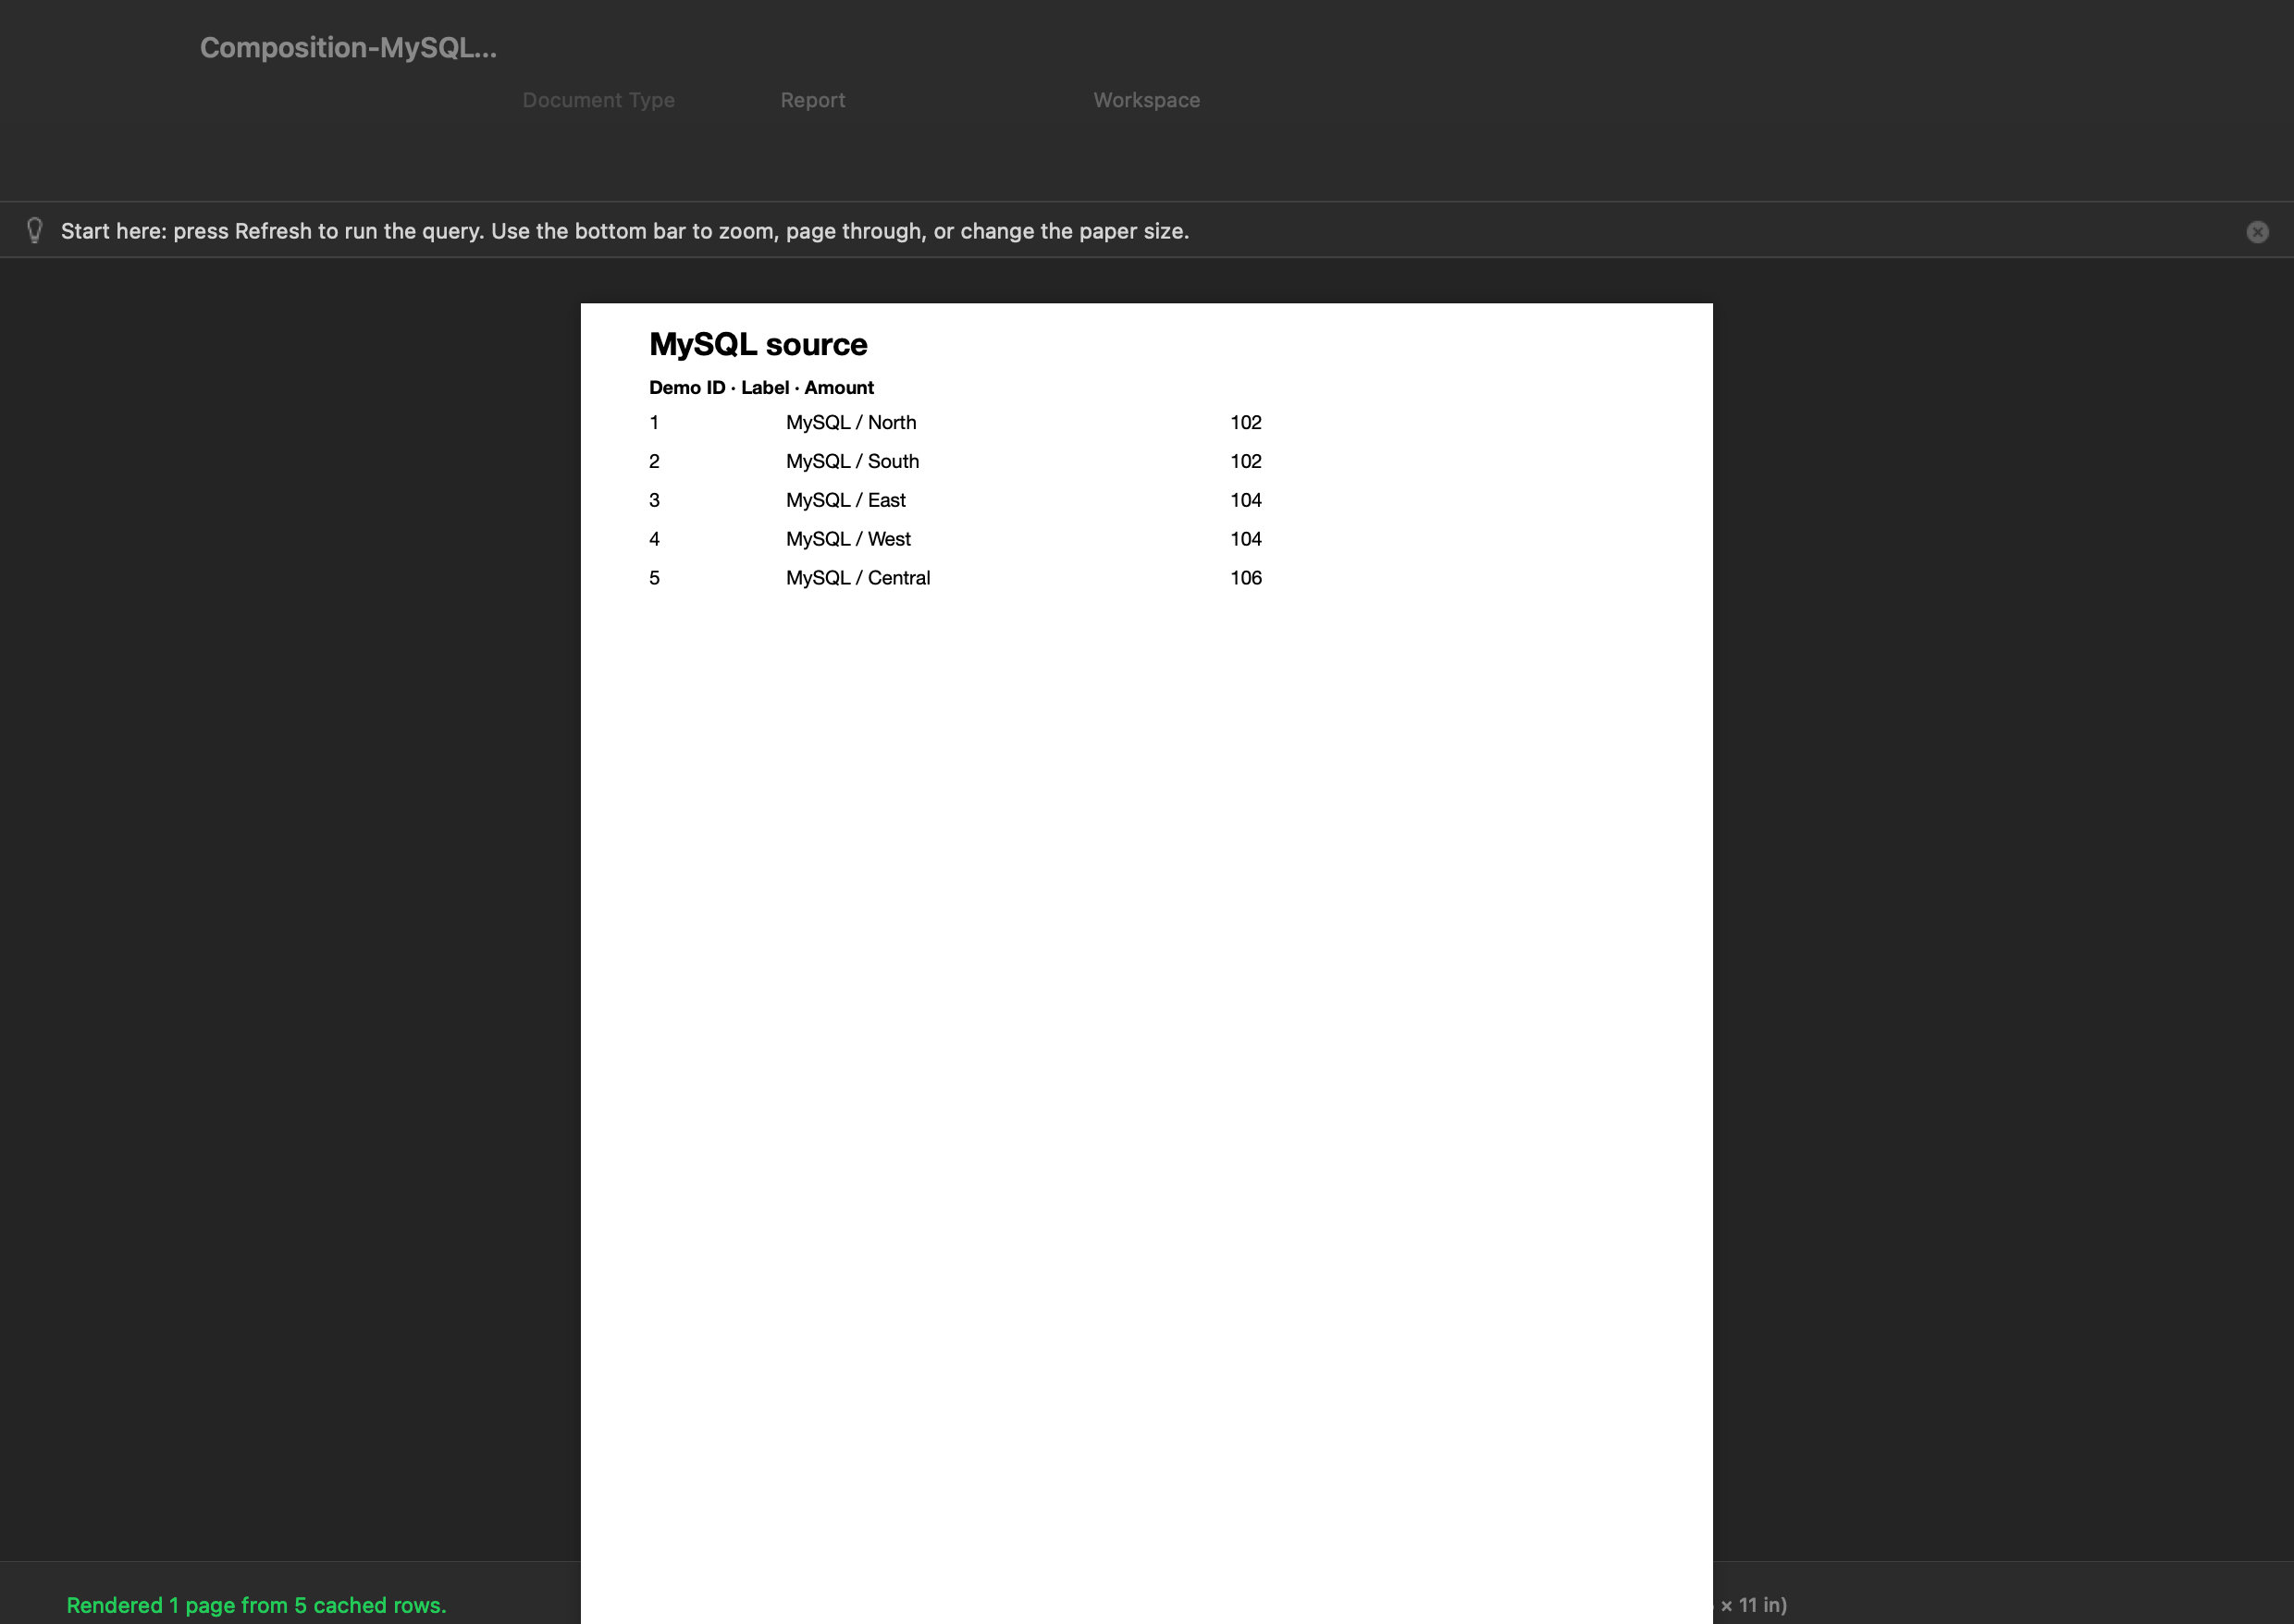 Composition-MySQL...
Document Type Report Workspace
Start here: press Refresh to run the query. Use the bottom bar to zoom, page through, or change the paper size.
MySQL source
Demo ID · Label · Amount
1 MySQL / North 102
2 MySQL / South 102
3 MySQL / East 104
4 MySQL / West 104
5 MySQL / Central 106
Rendered 1 page from 5 cached rows. × 11 in)